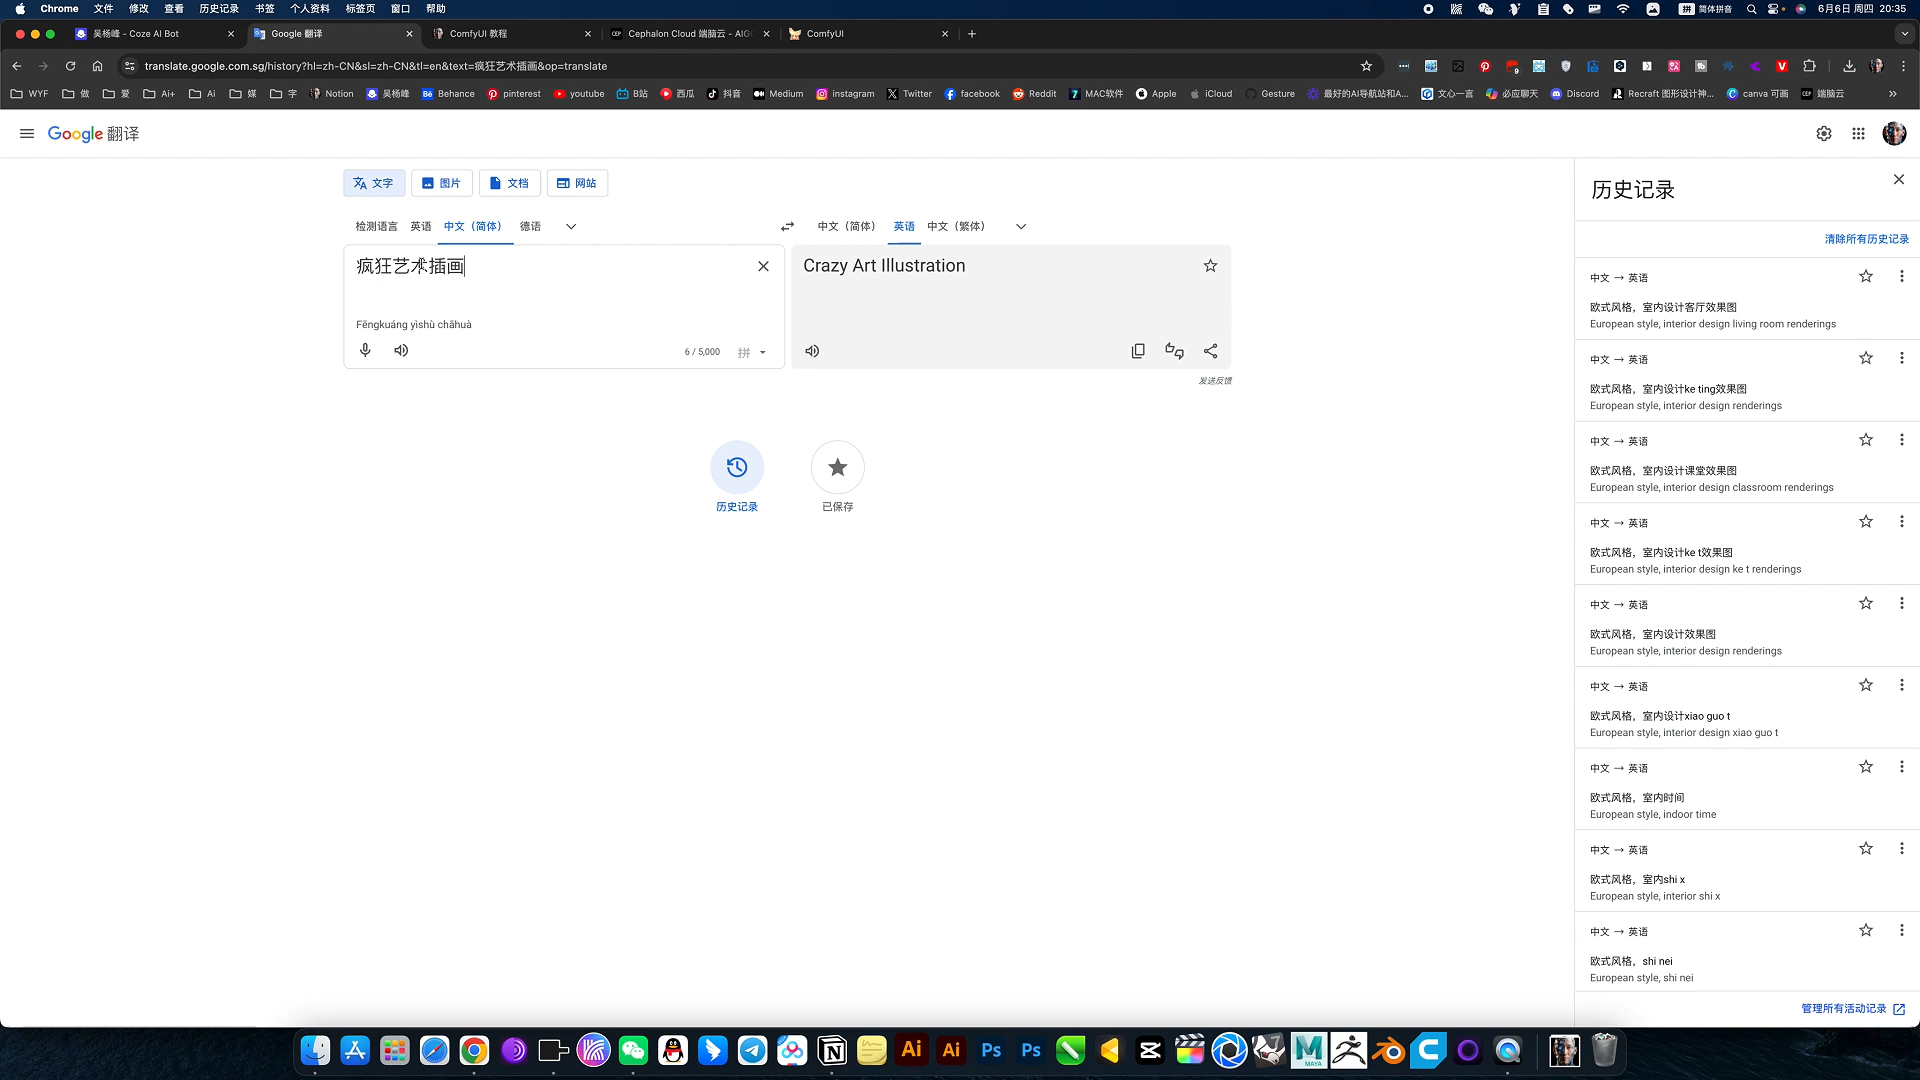 Chrome 文件 修改 查看 历史记录 书签 个人资料 标签页 窗口 帮助 拼 简体拼音 6月6日 周四 20:35
吴杨峰 - Coze AI Bot Google 翻译 ComfyUI 教程 Cephalon Cloud 端脑云 - AIG ComfyUI
translate.google.com.sg/history?hl=zh-CN&sl=zh-CN&tl=en&text=疯狂艺术插画&op=translate
WYF 做 爱 Ai+ Ai 媒 字 Notion 吴杨峰 Behance pinterest youtube B站 西瓜 抖音 Medium instagram Twitter facebook Reddit MAC软件 Apple iCloud Gesture 最好的AI导航站和A... 文心一言 必应聊天 Discord Recraft 图形设计神... canva 可画 端脑云
Google 翻译
文字 图片 文档 网站
检测语言 英语 中文（简体） 德语 中文（简体） 英语 中文（繁体）
疯狂艺术插画
Crazy Art Illustration
Fēngkuáng yìshù chāhuà
6 / 5,000 拼
发送反馈
历史记录 已保存
历史记录
清除所有历史记录
中文 → 英语
欧式风格，室内设计客厅效果图
European style, interior design living room renderings
中文 → 英语
欧式风格，室内设计ke ting效果图
European style, interior design renderings
中文 → 英语
欧式风格，室内设计课堂效果图
European style, interior design classroom renderings
中文 → 英语
欧式风格，室内设计ke t效果图
European style, interior design ke t renderings
中文 → 英语
欧式风格，室内设计效果图
European style, interior design renderings
中文 → 英语
欧式风格，室内设计xiao guo t
European style, interior design xiao guo t
中文 → 英语
欧式风格，室内时间
European style, indoor time
中文 → 英语
欧式风格，室内shi x
European style, interior shi x
中文 → 英语
欧式风格，shi nei
European style, shi nei
管理所有活动记录
Ai Ai Ps Ps MAYA